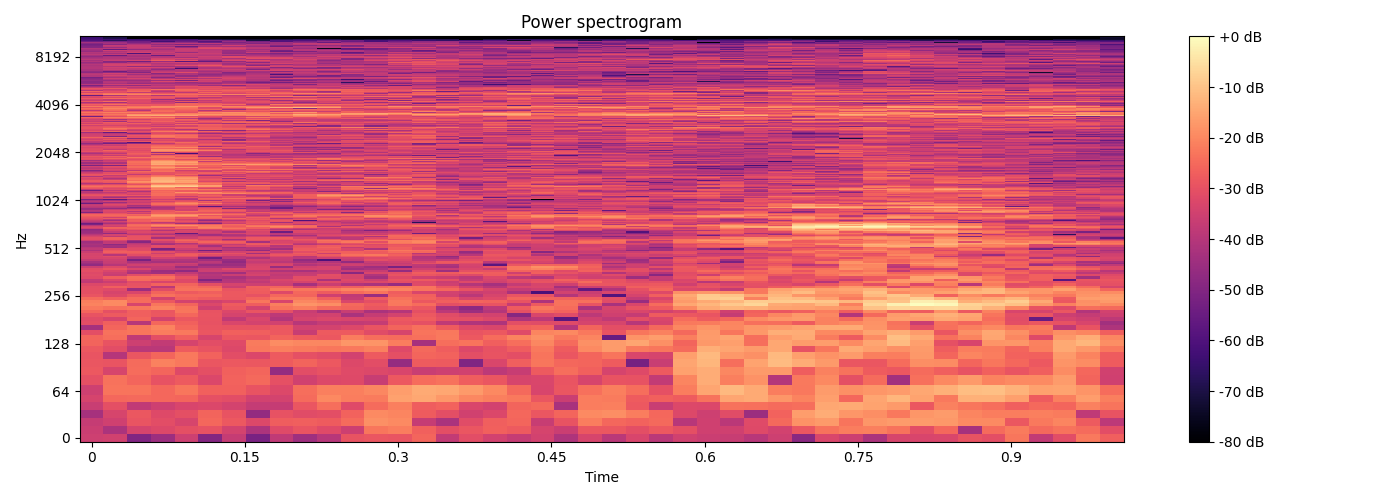 Power spectrogram
Hz
8192
4096
2048
1024
512
256
128
64
0
0 0.15 0.3 0.45 0.6 0.75 0.9
Time
+0 dB
-10 dB
-20 dB
-30 dB
-40 dB
-50 dB
-60 dB
-70 dB
-80 dB